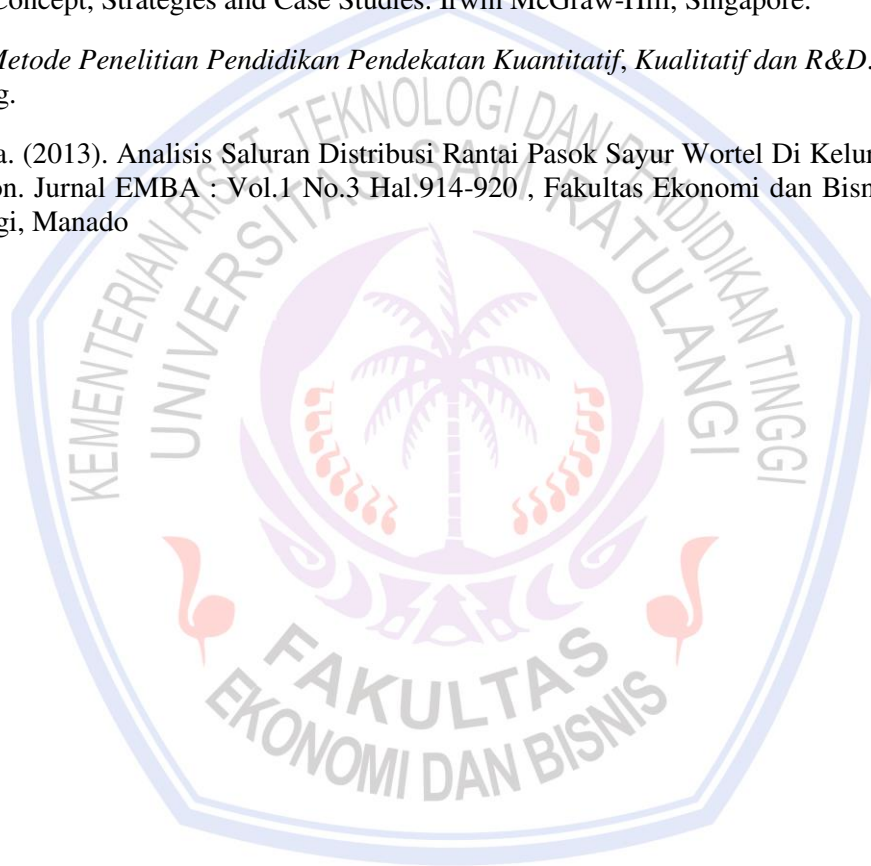 Concept, Strategies and Case Studies. Irwin McGraw-Hill, Singapore.
Metode Penelitian Pendidikan Pendekatan Kuantitatif, Kualitatif dan R&D.
g.
a. (2013). Analisis Saluran Distribusi Rantai Pasok Sayur Wortel Di Kelur
on. Jurnal EMBA : Vol.1 No.3 Hal.914-920 , Fakultas Ekonomi dan Bisn
gi, Manado
KEMENTERIAN RISET TEKNOLOGI DAN PENDIDIKAN TINGGI
UNIVERSITAS SAM RATULANGI
FAKULTAS
EKONOMI DAN BISNIS